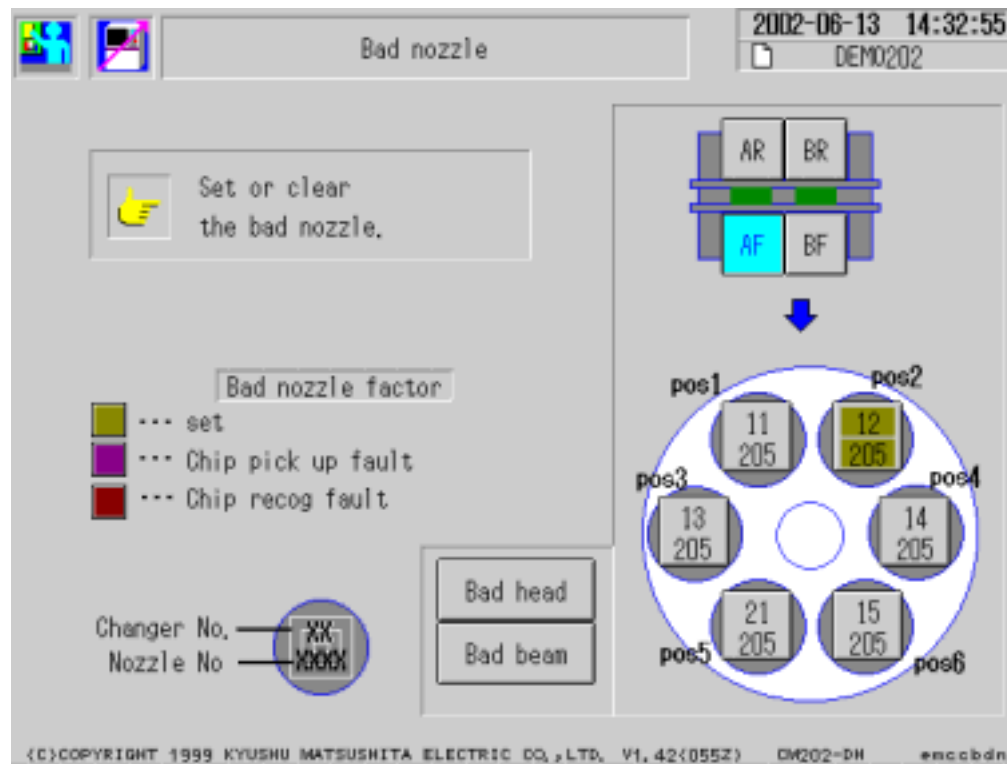 Bad nozzle
2002-06-13 14:32:55
DEMO202
Set or clear
the bad nozzle.
AR BR
AF BF
Bad nozzle factor
--- set
--- Chip pick up fault
--- Chip recog fault
pos1
11
205
pos2
12
205
pos3
13
205
pos4
14
205
pos5
21
205
pos6
15
205
Changer No.
XX
Nozzle No
XXXX
Bad head
Bad beam
(C)COPYRIGHT 1999 KYUSHU MATSUSHITA ELECTRIC CO.,LTD. V1.42(055Z) CM202-DH emccbdn